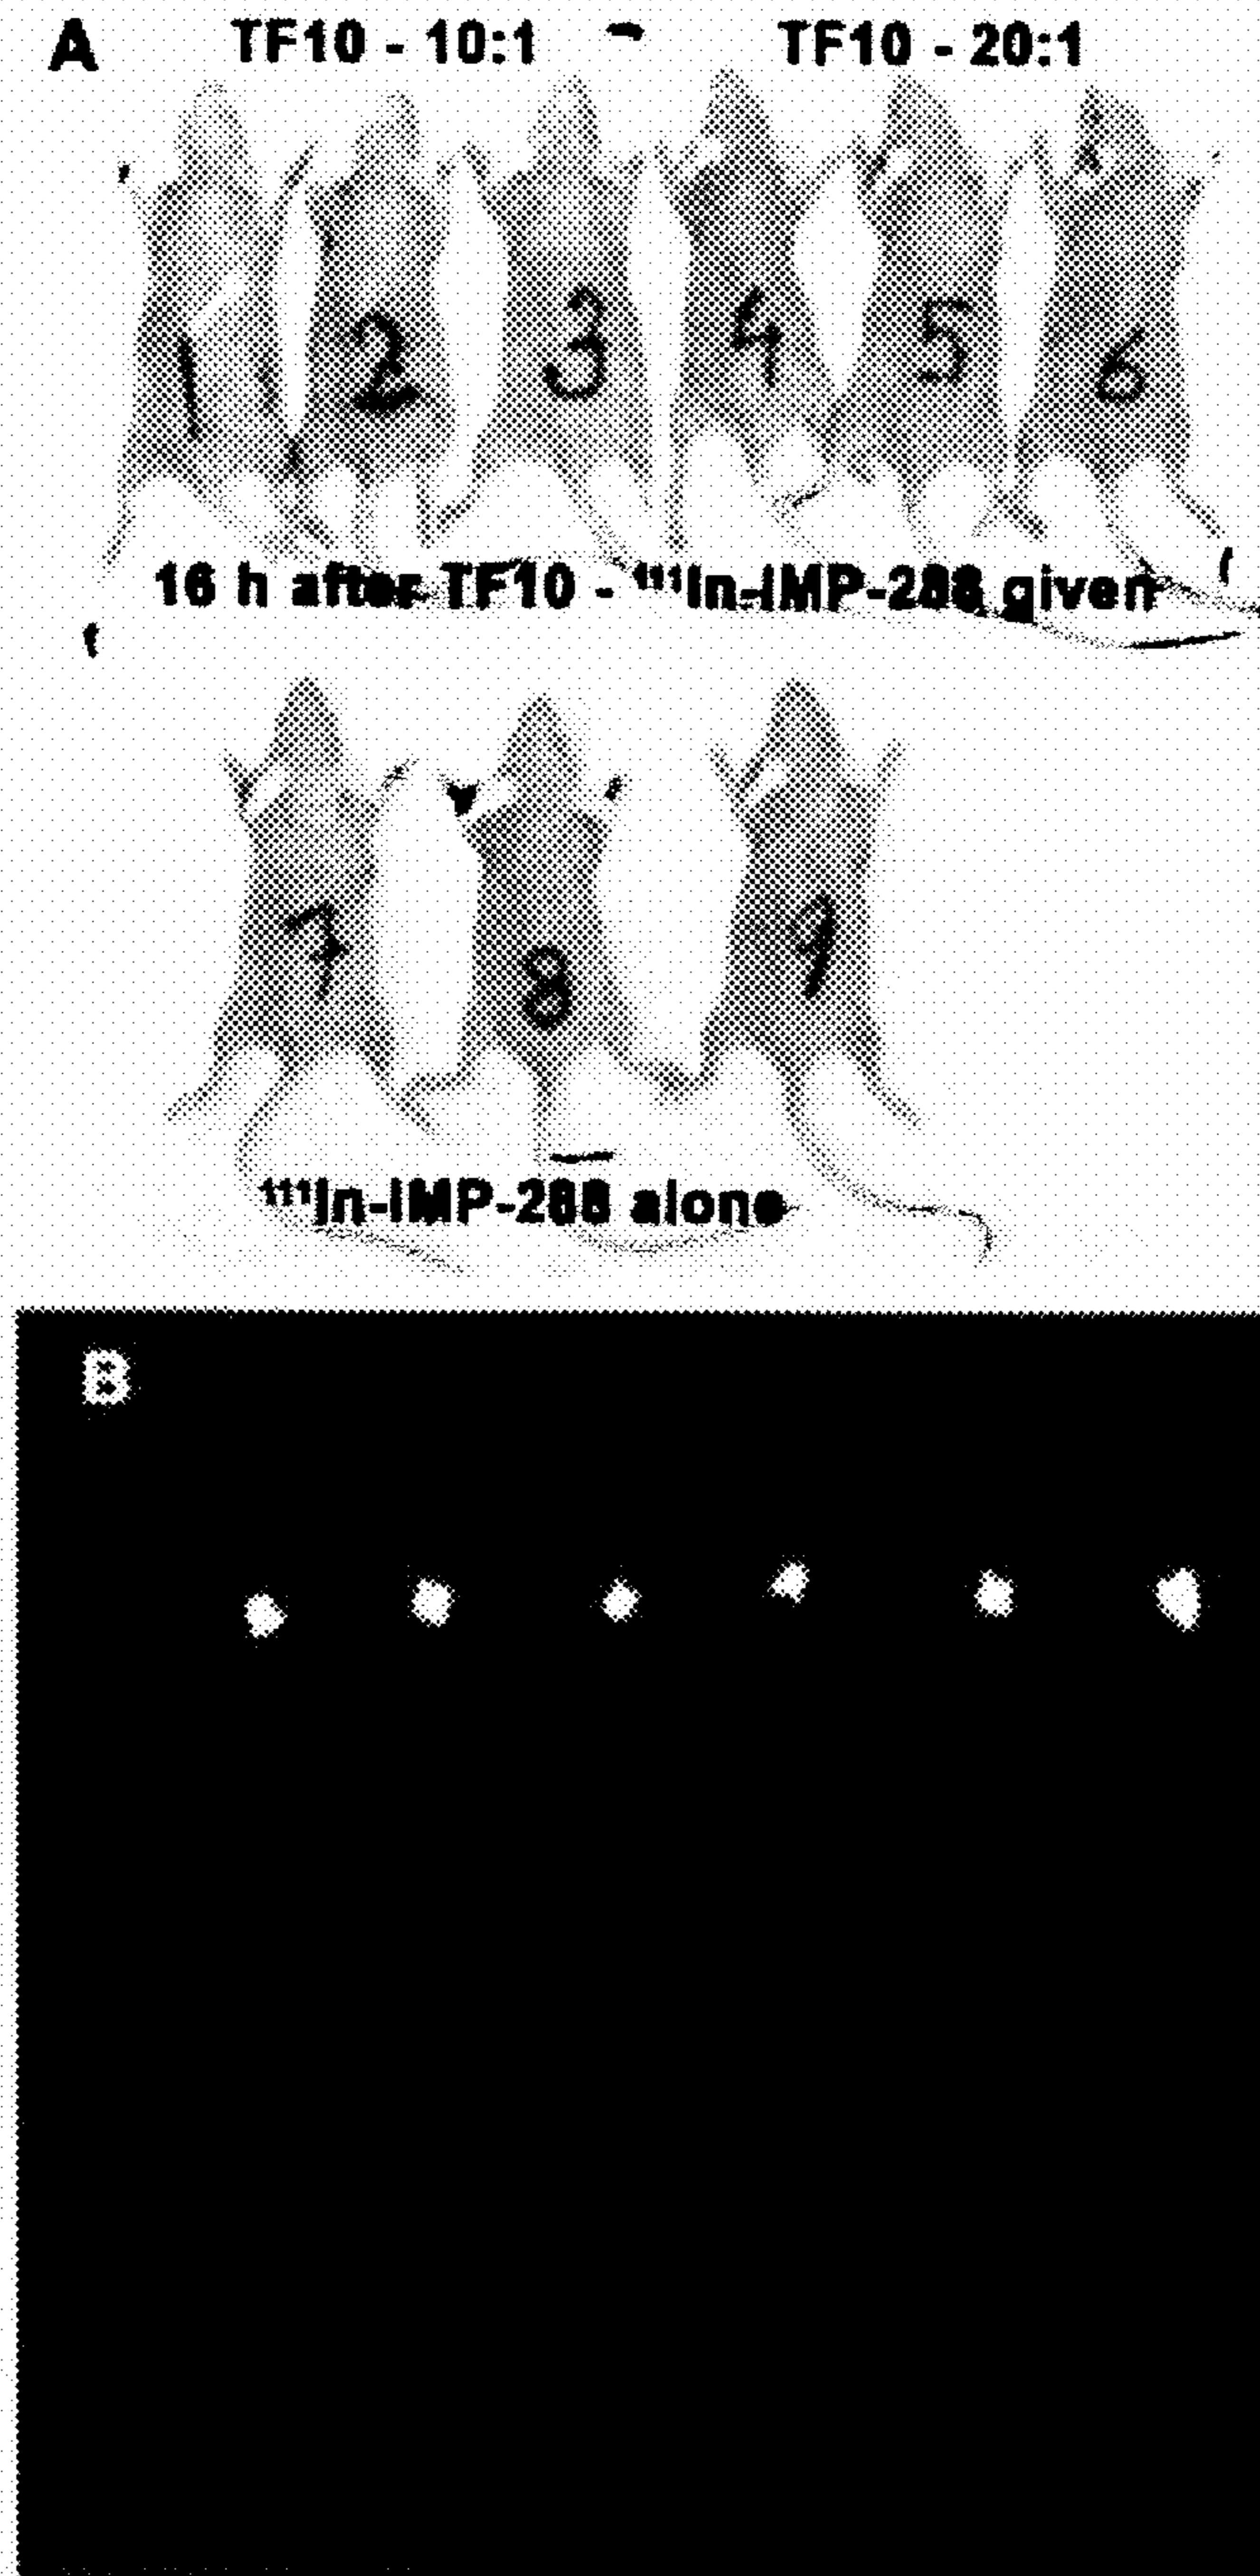 A TF10 - 10:1 TF10 - 20:1
1 2 3 4 5 6
16 h after TF10 - ¹¹¹In-IMP-288 given
7 8 9
¹¹¹In-IMP-288 alone
B